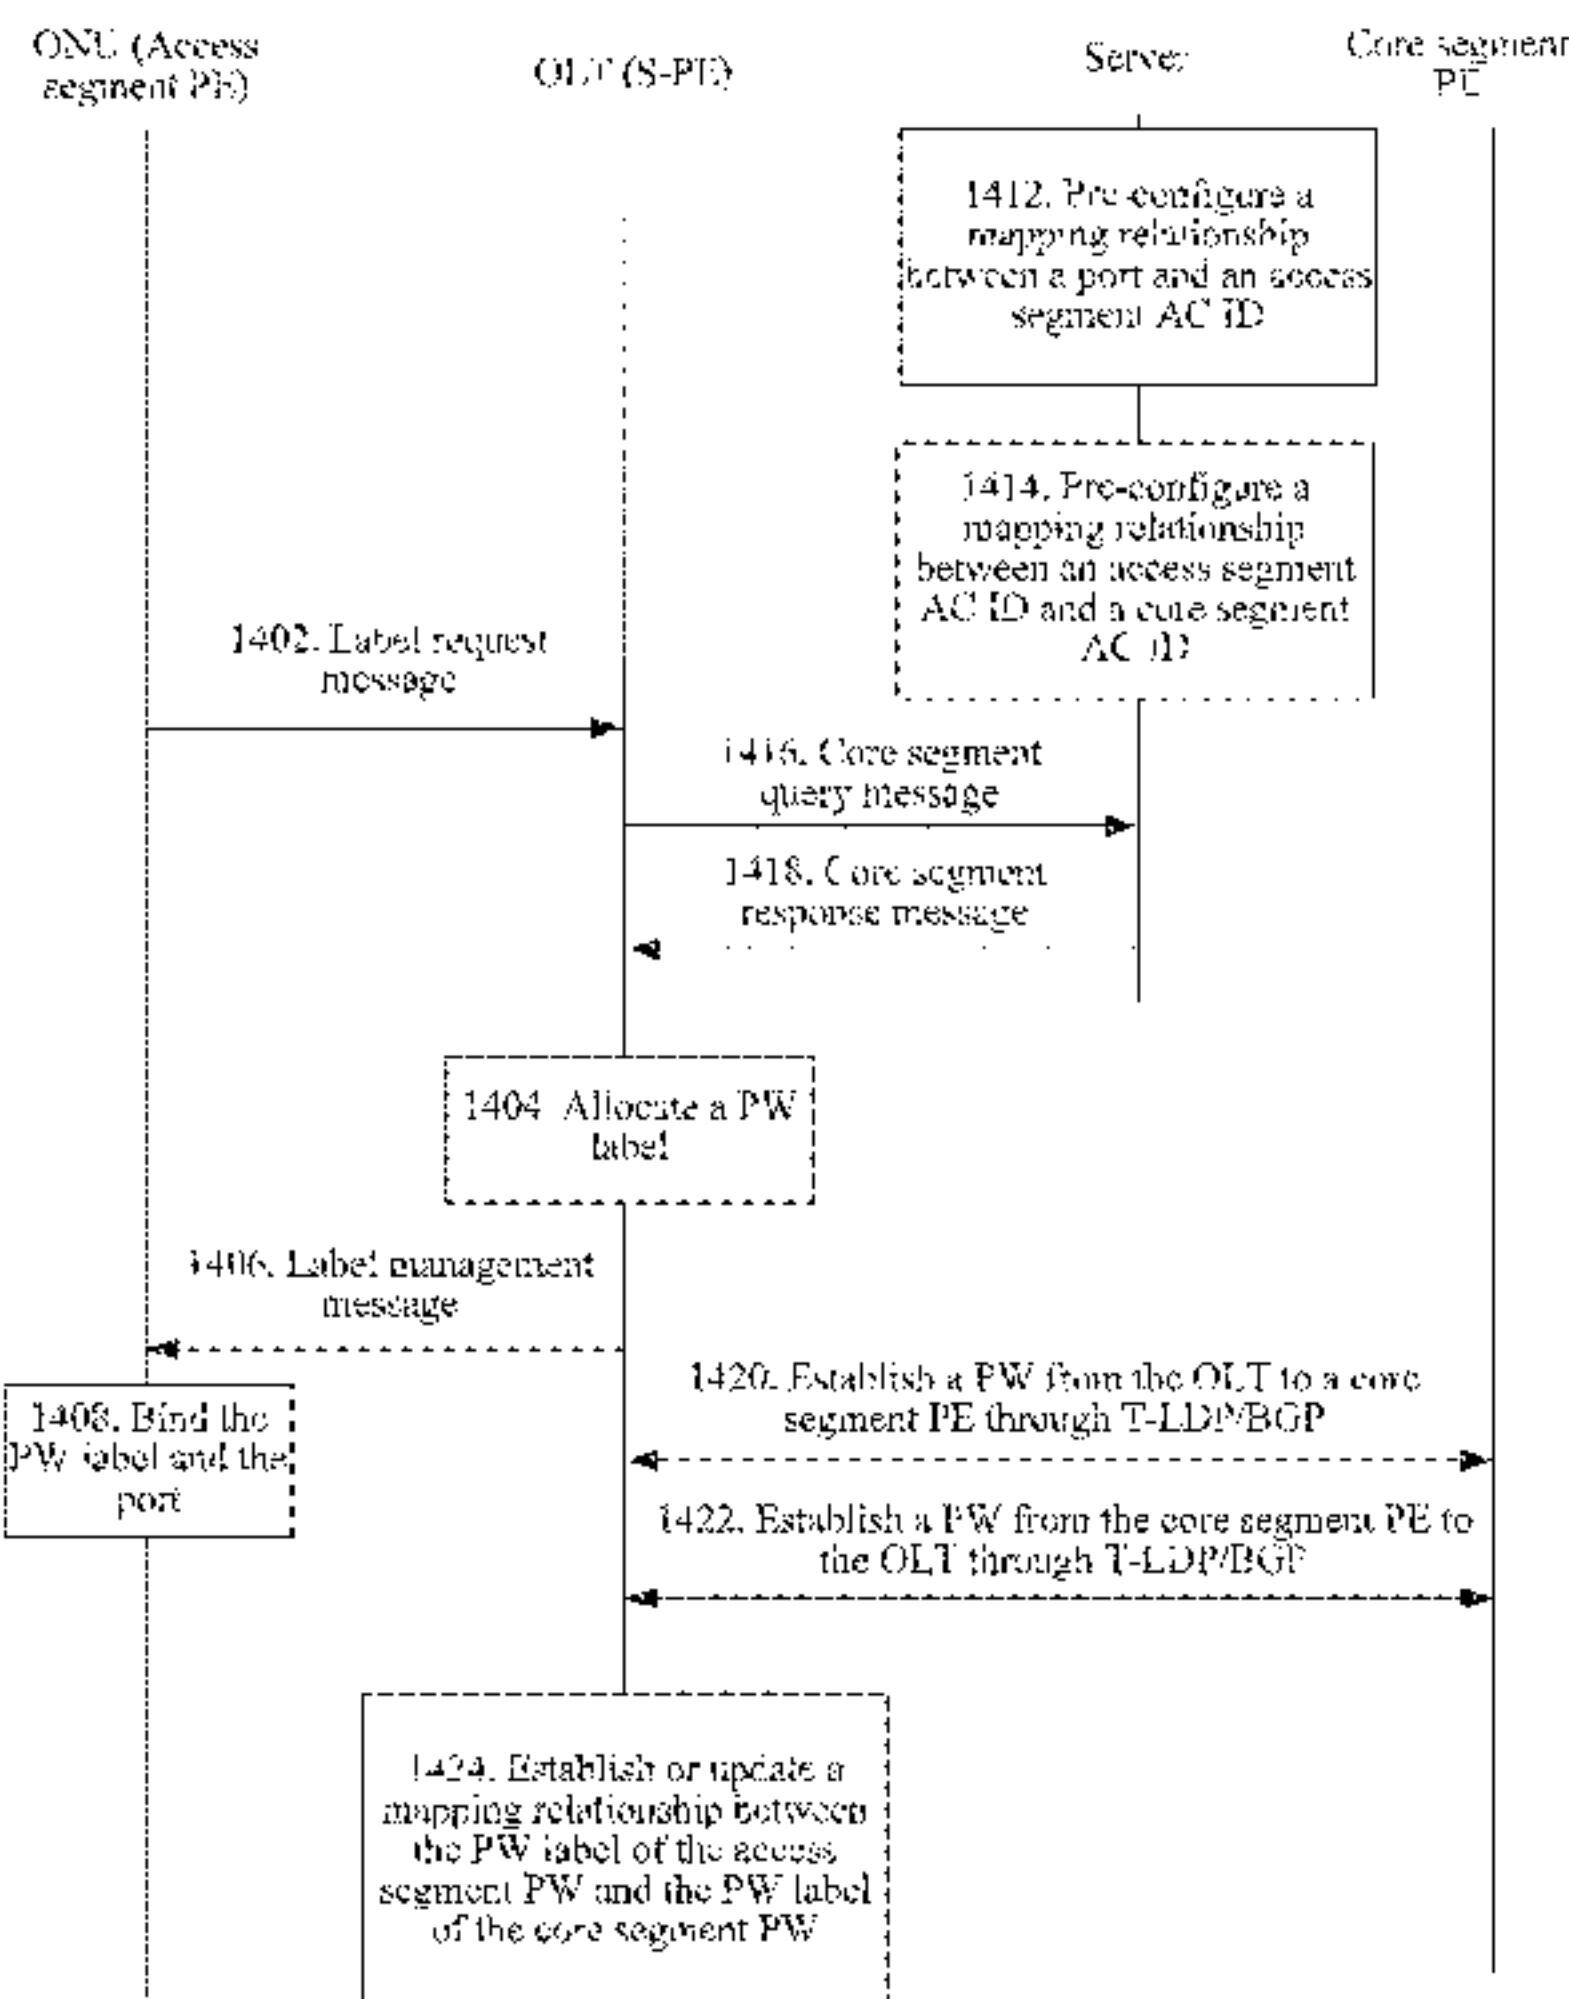 ONU (Access
segment PE)
OLT (S-PE)
Server
Core segment
PE
1412. Pre-configure a
mapping relationship
between a port and an access
segment AC ID
1414. Pre-configure a
mapping relationship
between an access segment
AC ID and a core segment
AC ID
1402. Label request
message
1416. Core segment
query message
1418. Core segment
response message
1404. Allocate a PW
label
1406. Label management
message
1408. Bind the
PW label and the
port
1420. Establish a PW from the OLT to a core
segment PE through T-LDP/BGP
1422. Establish a PW from the core segment PE to
the OLT through T-LDP/BGP
1424. Establish or update a
mapping relationship between
the PW label of the access
segment PW and the PW label
of the core segment PW